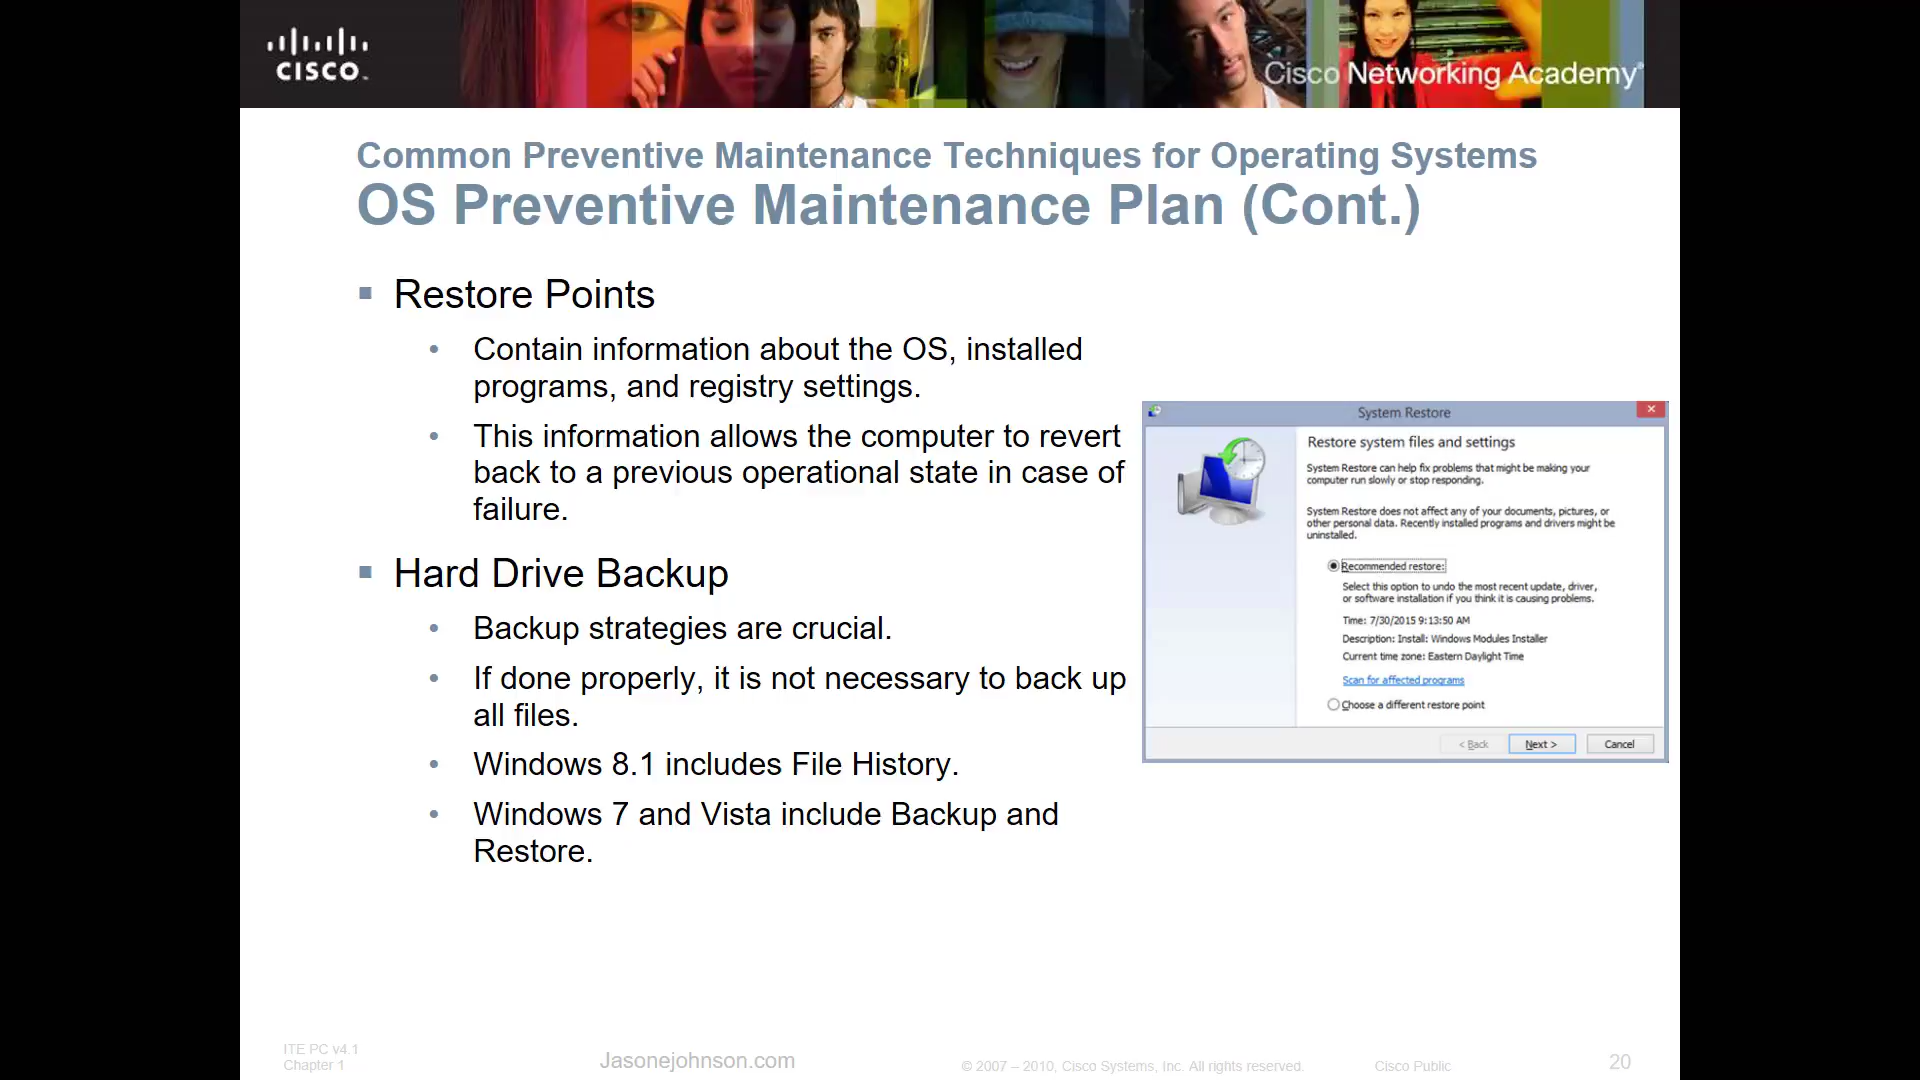 CISCO
Cisco Networking Academy
Common Preventive Maintenance Techniques for Operating Systems
OS Preventive Maintenance Plan (Cont.)
Restore Points
Contain information about the OS, installed
programs, and registry settings.
This information allows the computer to revert
back to a previous operational state in case of
failure.
Hard Drive Backup
Backup strategies are crucial.
If done properly, it is not necessary to back up
all files.
Windows 8.1 includes File History.
Windows 7 and Vista include Backup and
Restore.
System Restore
Restore system files and settings
System Restore can help fix problems that might be making your
computer run slowly or stop responding.
System Restore does not affect any of your documents, pictures, or
other personal data. Recently installed programs and drivers might be
uninstalled.
Recommended restore:
Select this option to undo the most recent update, driver,
or software installation if you think it is causing problems.
Time: 7/30/2015 9:13:50 AM
Description: Install: Windows Modules Installer
Current time zone: Eastern Daylight Time
Scan for affected programs
Choose a different restore point
< Back Next > Cancel
ITE PC v4.1
Chapter 1
Jasonejohnson.com
© 2007 – 2010, Cisco Systems, Inc. All rights reserved.
Cisco Public
20